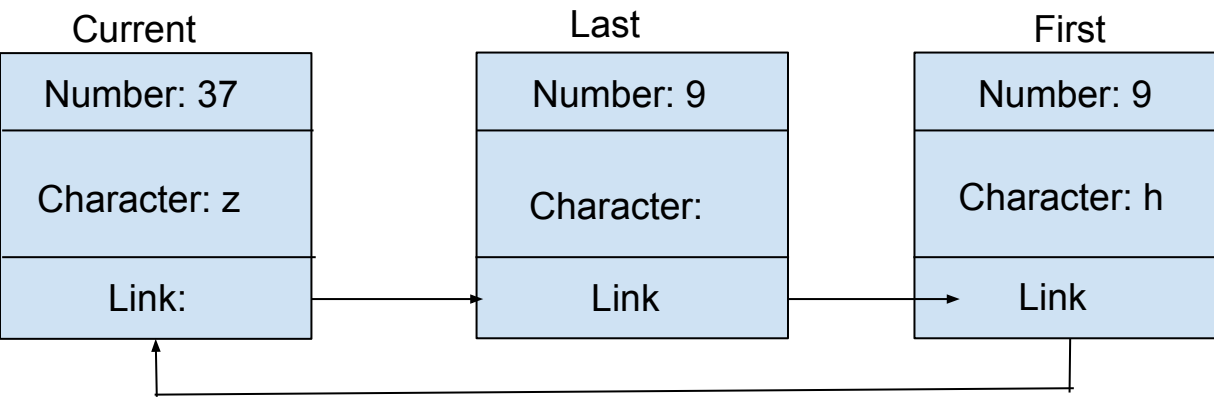 Current
Number: 37
Character: z
Link:
Last
Number: 9
Character:
Link
First
Number: 9
Character: h
Link